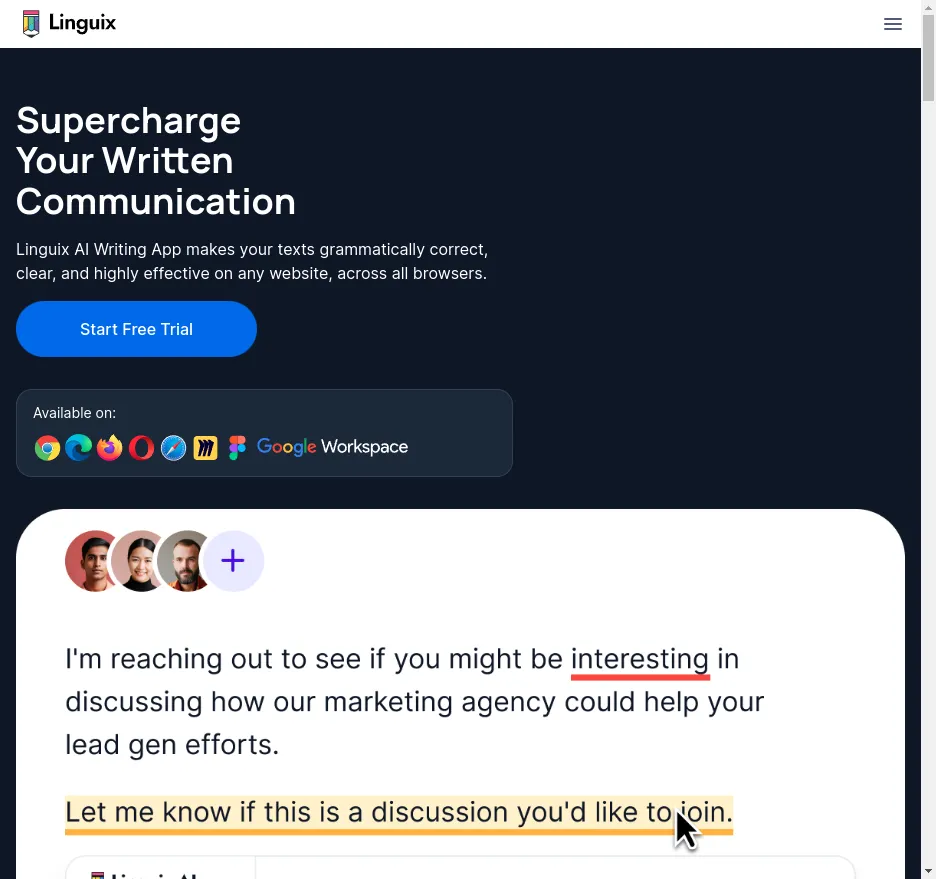 Linguix
Supercharge
Your Written
Communication
Linguix AI Writing App makes your texts grammatically correct,
clear, and highly effective on any website, across all browsers.
Start Free Trial
Available on:
Google Workspace
I'm reaching out to see if you might be interesting in
discussing how our marketing agency could help your
lead gen efforts.
Let me know if this is a discussion you'd like to join.